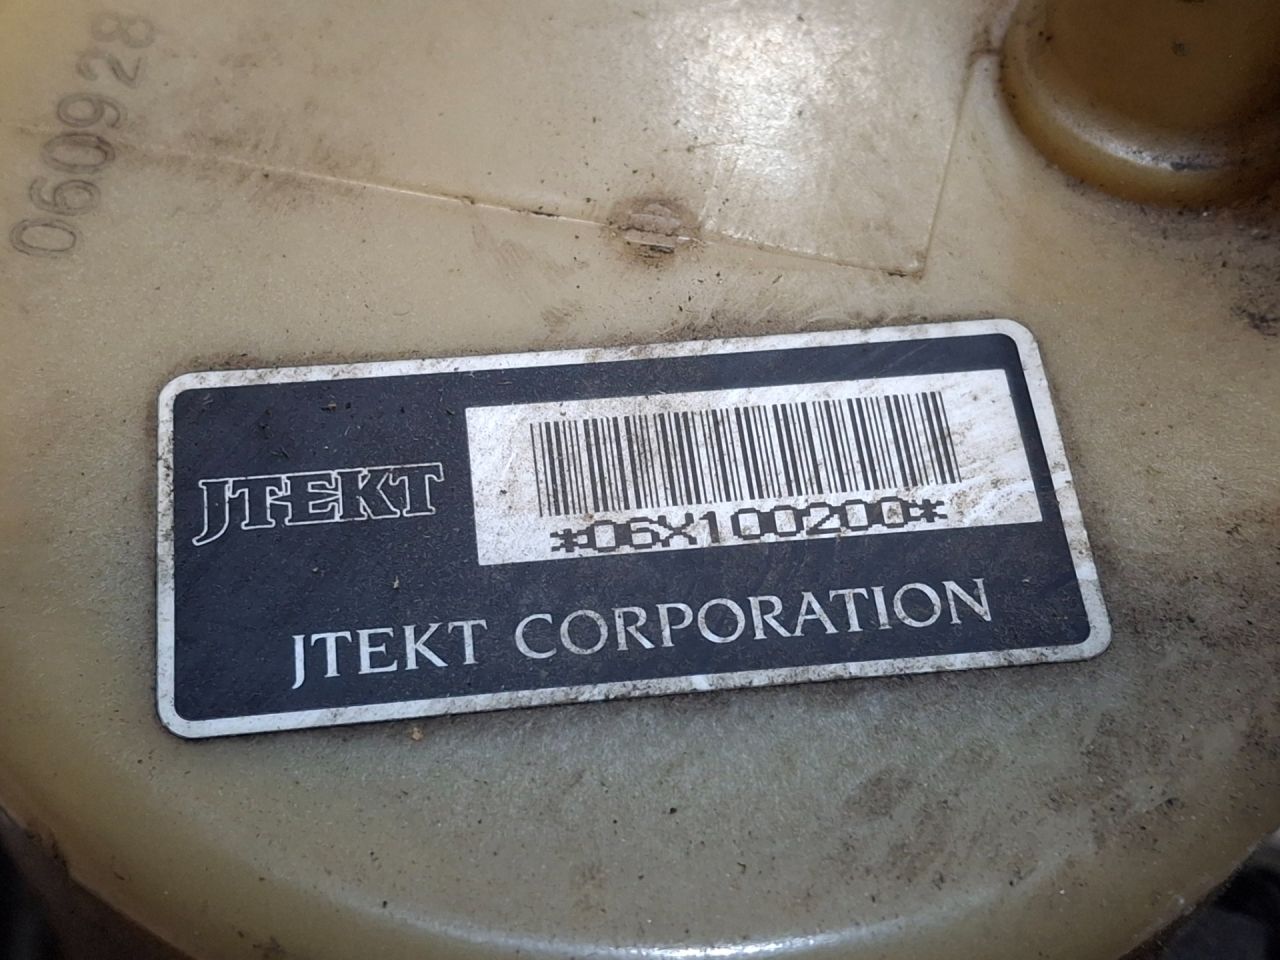 060928
JTEKT
*06X100200*
JTEKT CORPORATION